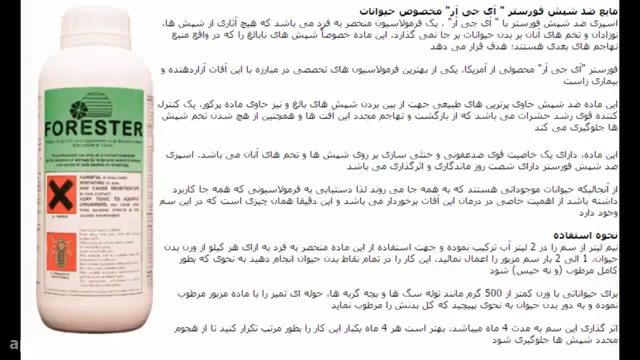 مایع ضد شپش فورستر " آی جی آر" مخصوص حیوانات
اسپری ضد شپش فورستر با "آی جی آر" ، یک فرمولاسیون منحصر به فرد می باشد که هیچ آثاری از شپش ها،
نوزادان و تخم های آنان بر بدن حیوانات بر جا نمی گذارد. این ماده خصوصاً شپش های نابالغ را که در واقع منبع
تهاجم های بعدی هستند؛ هدف قرار می دهد
فورستر "آی جی آر" محصولی از آمریکا، یکی از بهترین فرمولاسیون های تخصصی در مبارزه با این آفات آزاردهنده و
بیماری زاست
این ماده ضد شپش حاوی پرترین های طبیعی جهت از بین بردن شپش های بالغ و نیز حاوی ماده پرکور، یک کنترل
کننده قوی رشد حشرات می باشد که از بازگشت و تهاجم مجدد این آفت ها و همچنین از هچ شدن تخم شپش
ها جلوگیری می کند
این ماده، دارای یک خاصیت قوی ضدعفونی و خنثی سازی بر روی شپش ها و تخم های آنان می باشد. اسپری
ضد شپش فورستر دارای شصت روز ماندگاری و اثرگذاری می باشد
از آنجائیکه حیوانات موجوداتی هستند که به همه جا می روند لذا دستیابی به فرمولاسیونی که همه جا کاربرد
داشته باشد از اهمیت خاصی در درمان این آفات برخوردار می باشد و این دقیقا همان چیزی است که در این سم
وجود دارد
نحوه استفاده
نیم لیتر از سم را در 2 لیتر آب ترکیب نموده و جهت استفاده از این ماده منحصر به فرد به ازای هر کیلو از وزن بدن
حیوان، 1 الی 2 بار سم مزبور را اعمال نمائید. این کار را در تمام نقاط بدن حیوان انجام دهید به نحوی که بطور
کامل مرطوب (و نه خیس) شود
برای حیواناتی با وزن کمتر از 500 گرم مانند توله سگ ها و بچه گربه ها، حوله ای تمیز را با ماده مزبور مرطوب
نموده و به دور بدن حیوان به نحوی بپیچید که کل بدنش را مرطوب نماید
تا اثر گذاری این سم به مدت 4 ماه میباشد، بهتر است هر 4 ماه یکبار این کار را بطور مرتب تکرار کنید تا از هجوم
مجدد شپش ها جلوگیری شود
FORESTER